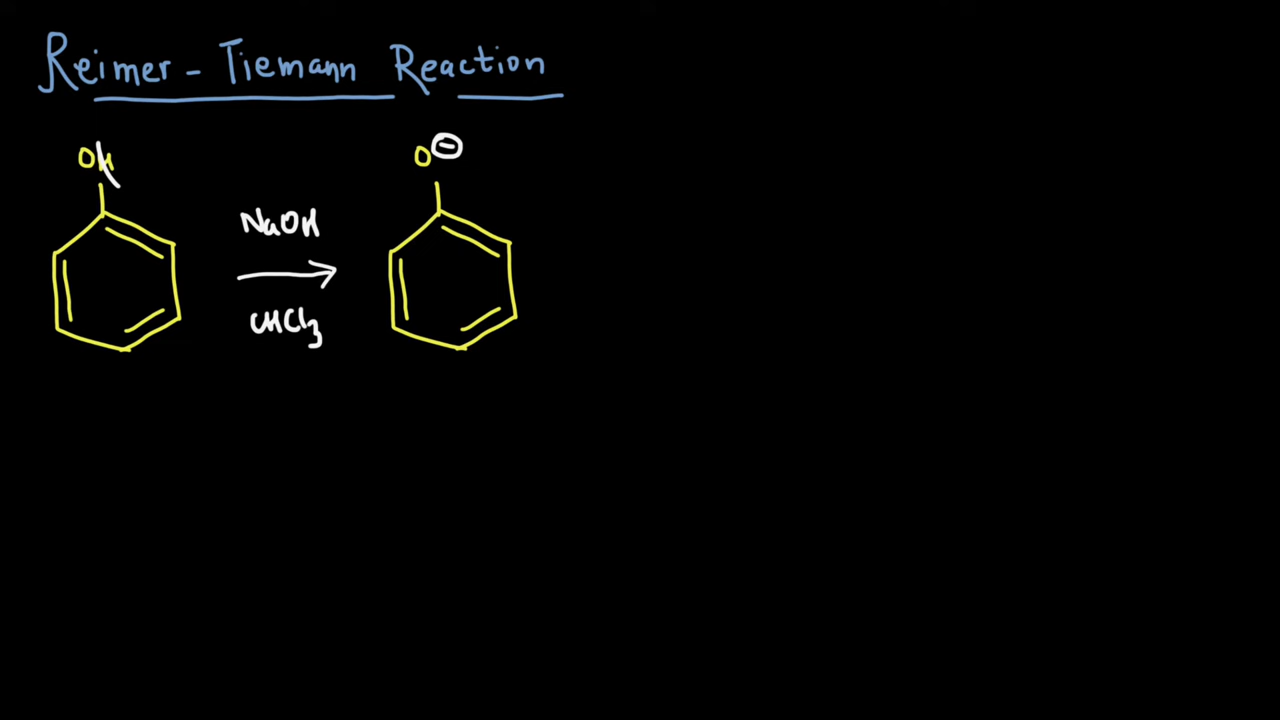 Reimer-Tiemann Reaction
OH
O⊖
NaOH
CHCl3